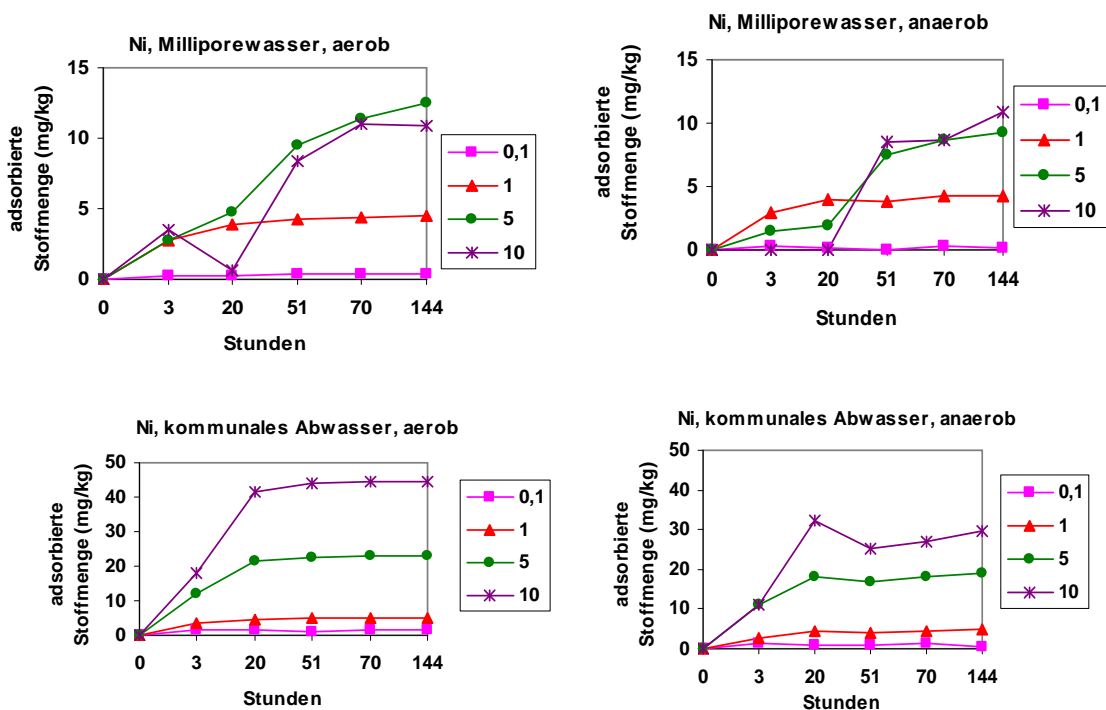 Ni, Milliporewasser, aerob
adsorbierte
Stoffmenge (mg/kg)
15
10
5
0
0 3 20 51 70 144
Stunden
0,1
1
5
10
Ni, Milliporewasser, anaerob
adsorbierte
Stoffmenge (mg/kg)
15
10
5
0
0 3 20 51 70 144
Stunden
0,1
1
5
10
Ni, kommunales Abwasser, aerob
adsorbierte
Stoffmenge (mg/kg)
50
40
30
20
10
0
0 3 20 51 70 144
Stunden
0,1
1
5
10
Ni, kommunales Abwasser, anaerob
adsorbierte
Stoffmenge (mg/kg)
50
40
30
20
10
0
0 3 20 51 70 144
Stunden
0,1
1
5
10